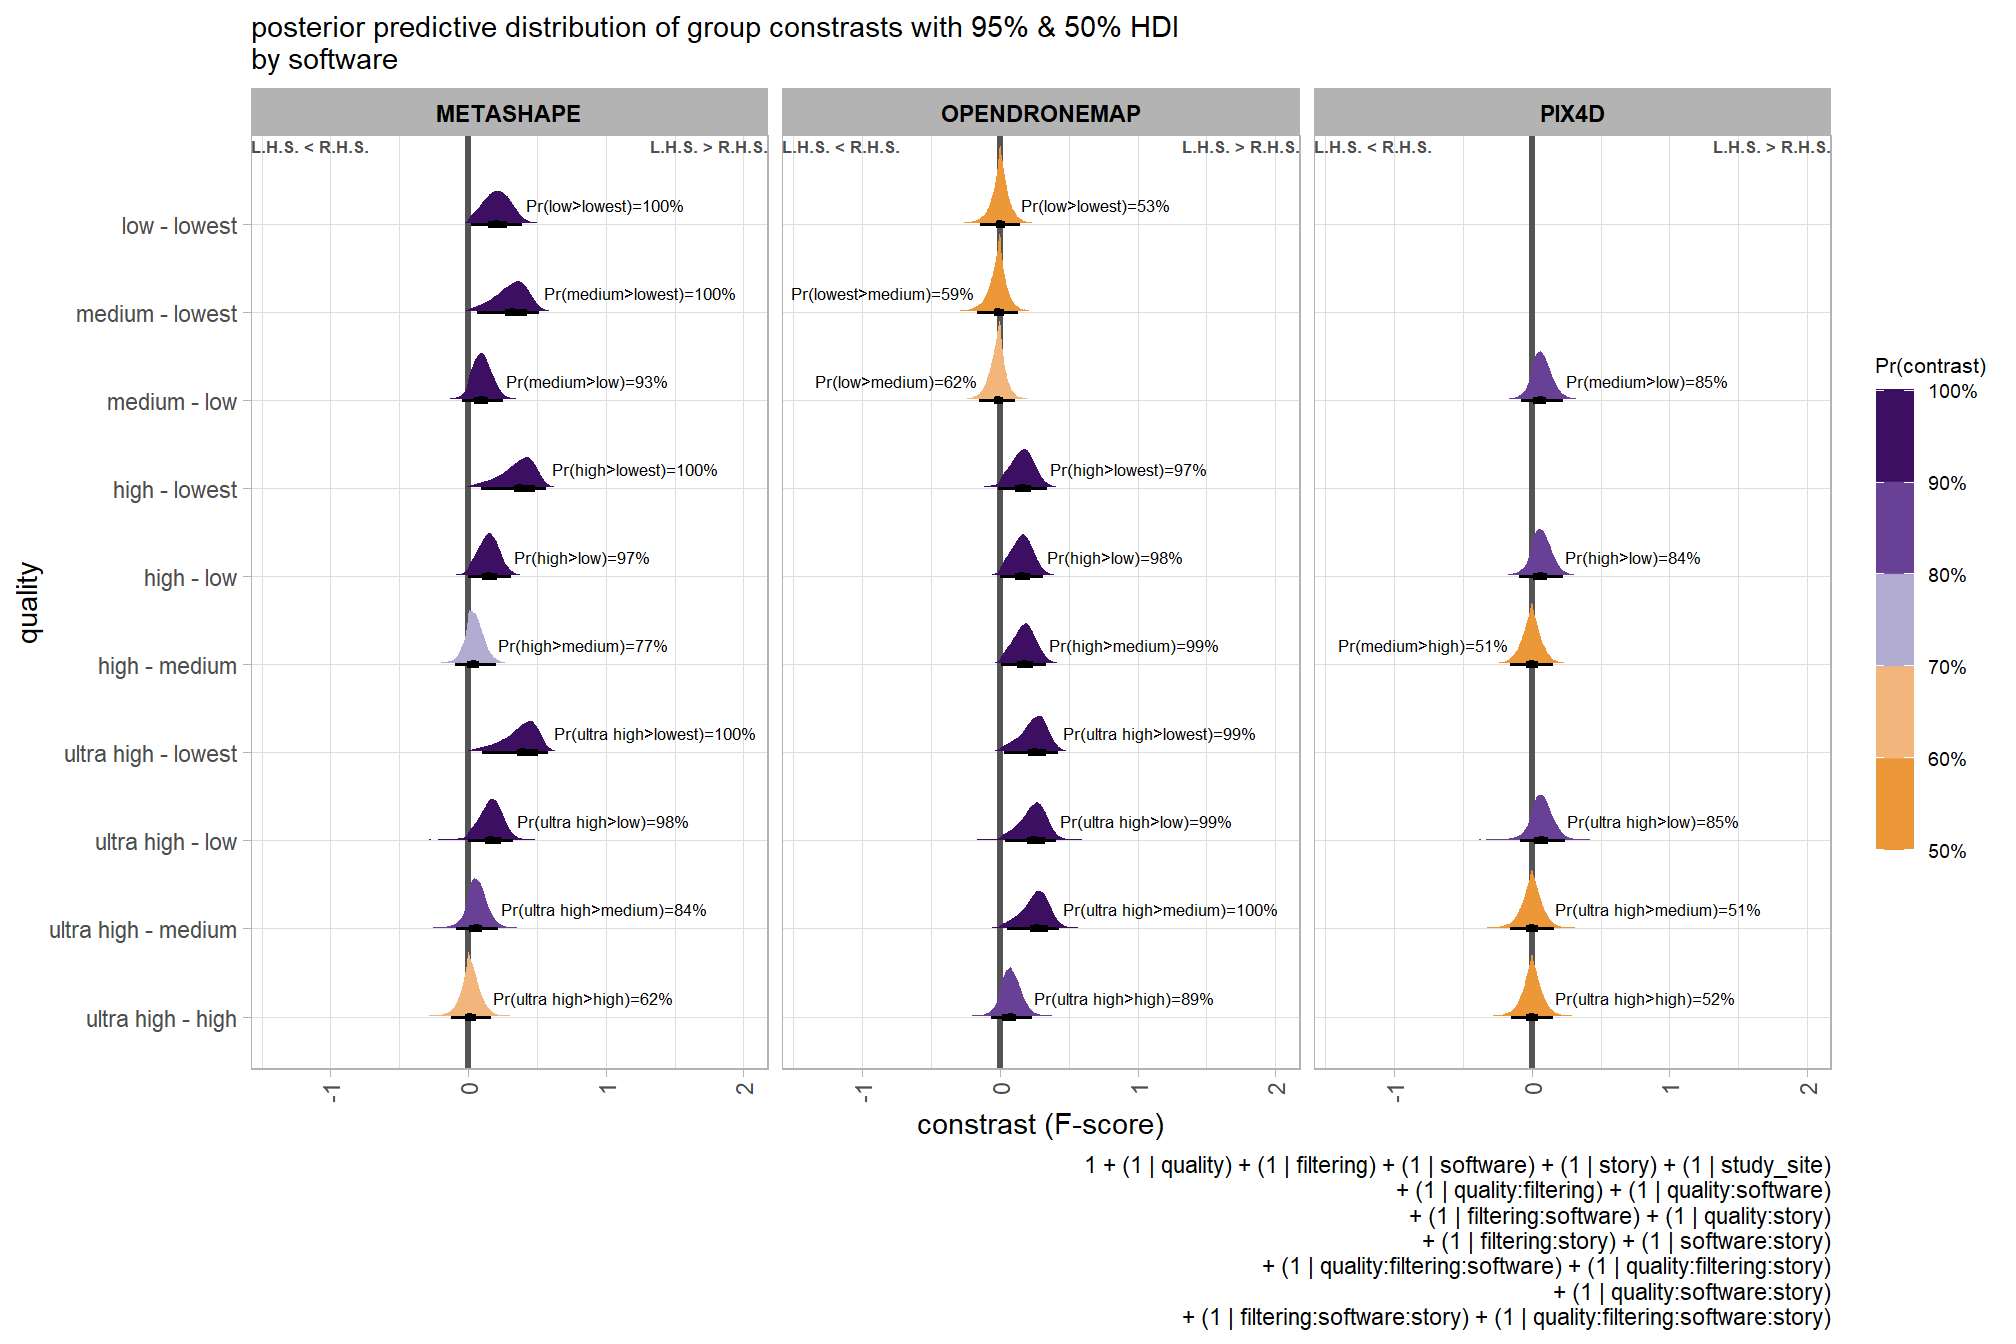 posterior predictive distribution of group constrasts with 95% & 50% HDI
by software
METASHAPE
OPENDRONEMAP
PIX4D
L.H.S. < R.H.S.
L.H.S. > R.H.S.
L.H.S. < R.H.S.
L.H.S. > R.H.S.
L.H.S. < R.H.S.
L.H.S. > R.H.S.
quality
low - lowest
Pr(low>lowest)=100%
Pr(low>lowest)=53%
medium - lowest
Pr(medium>lowest)=100%
Pr(lowest>medium)=59%
medium - low
Pr(medium>low)=93%
Pr(low>medium)=62%
Pr(medium>low)=85%
high - lowest
Pr(high>lowest)=100%
Pr(high>lowest)=97%
high - low
Pr(high>low)=97%
Pr(high>low)=98%
Pr(high>low)=84%
high - medium
Pr(high>medium)=77%
Pr(high>medium)=99%
Pr(medium>high)=51%
ultra high - lowest
Pr(ultra high>lowest)=100%
Pr(ultra high>lowest)=99%
ultra high - low
Pr(ultra high>low)=98%
Pr(ultra high>low)=99%
Pr(ultra high>low)=85%
ultra high - medium
Pr(ultra high>medium)=84%
Pr(ultra high>medium)=100%
Pr(ultra high>medium)=51%
ultra high - high
Pr(ultra high>high)=62%
Pr(ultra high>high)=89%
Pr(ultra high>high)=52%
-1
0
1
2
-1
0
1
2
-1
0
1
2
constrast (F-score)
Pr(contrast)
100%
90%
80%
70%
60%
50%
1 + (1 | quality) + (1 | filtering) + (1 | software) + (1 | story) + (1 | study_site)
+ (1 | quality:filtering) + (1 | quality:software)
+ (1 | filtering:software) + (1 | quality:story)
+ (1 | filtering:story) + (1 | software:story)
+ (1 | quality:filtering:software) + (1 | quality:filtering:story)
+ (1 | quality:software:story)
+ (1 | filtering:software:story) + (1 | quality:filtering:software:story)